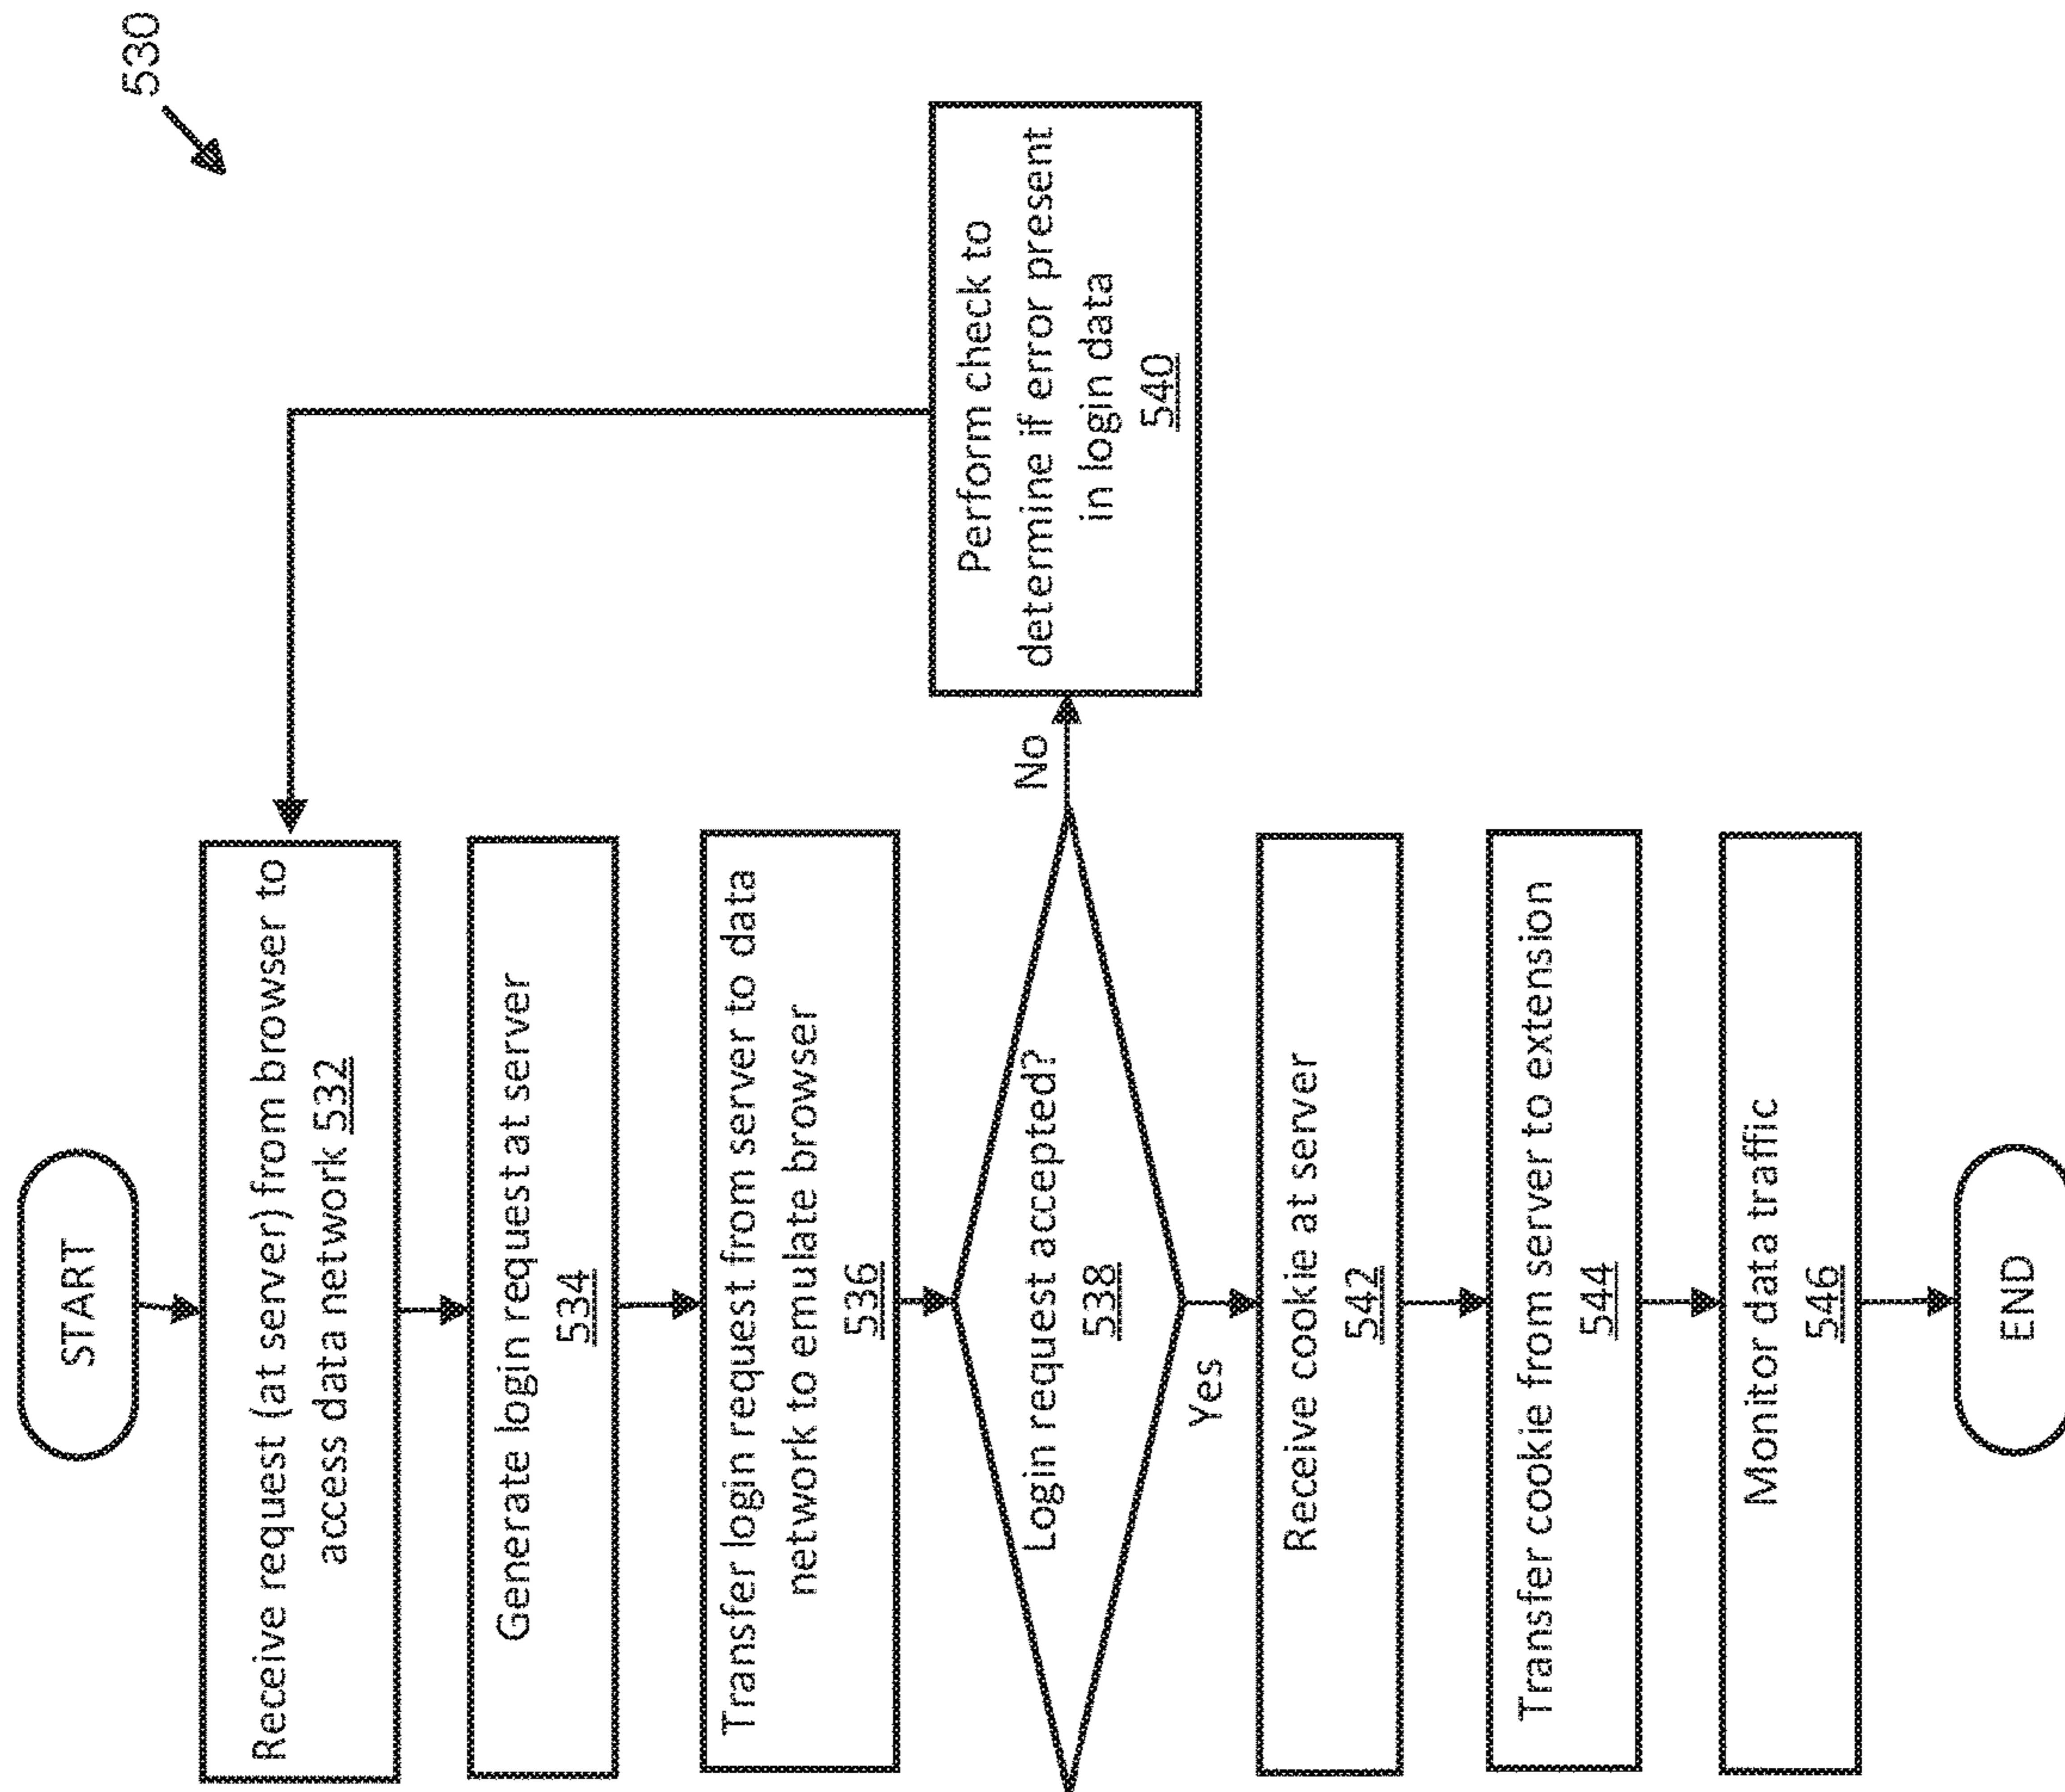 530
START
Receive request (at server) from browser to
access data network 532
Generate login requestat server
534
Transfer login request from server to data
network to emulate browser
536
Login request accepted?
538
No
Perform check to
determine if error present
in login data
540
Yes
Receive cookie at server
542
Transfer cookie from server to extension
544
Monitor data traffic
546
END